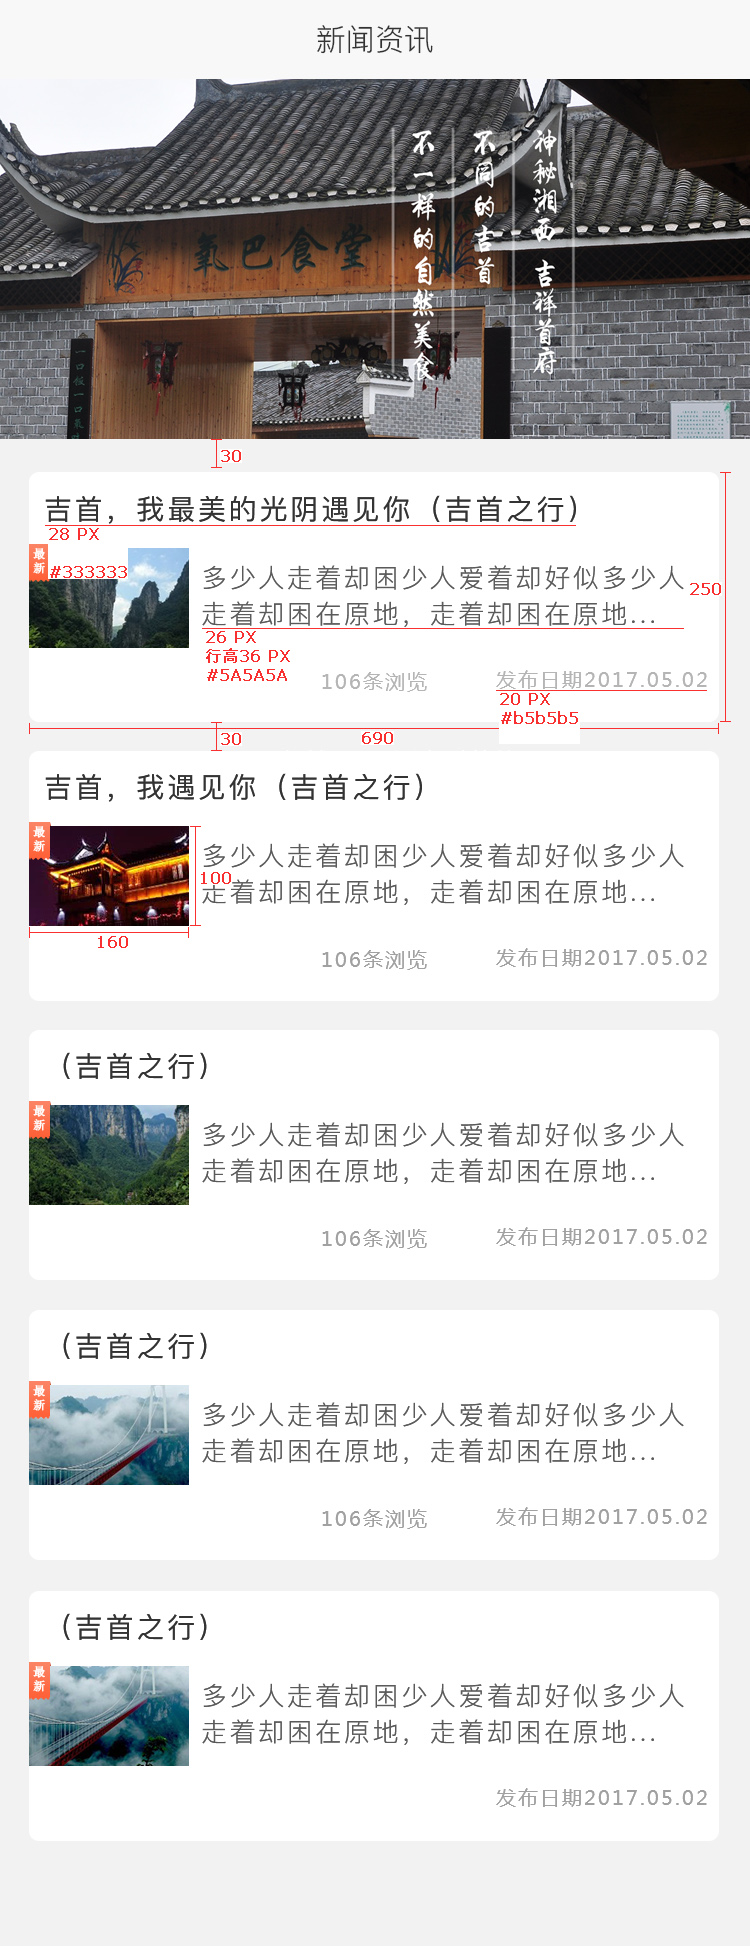 新闻资讯
神秘湘西 吉祥首府
不同的吉首
不一样的自然美食
氧巴食堂
30
吉首，我最美的光阴遇见你（吉首之行）
28 PX
#333333
最新
多少人走着却困少人爱着却好似多少人
走着却困在原地，走着却困在原地...
250
26 PX
行高36 PX
#5A5A5A
106条浏览
发布日期2017.05.02
20 PX
#b5b5b5
30
690
吉首，我遇见你（吉首之行）
最新
多少人走着却困少人爱着却好似多少人
走着却困在原地，走着却困在原地...
100
160
106条浏览
发布日期2017.05.02
（吉首之行）
最新
多少人走着却困少人爱着却好似多少人
走着却困在原地，走着却困在原地...
106条浏览
发布日期2017.05.02
（吉首之行）
最新
多少人走着却困少人爱着却好似多少人
走着却困在原地，走着却困在原地...
106条浏览
发布日期2017.05.02
（吉首之行）
最新
多少人走着却困少人爱着却好似多少人
走着却困在原地，走着却困在原地...
发布日期2017.05.02